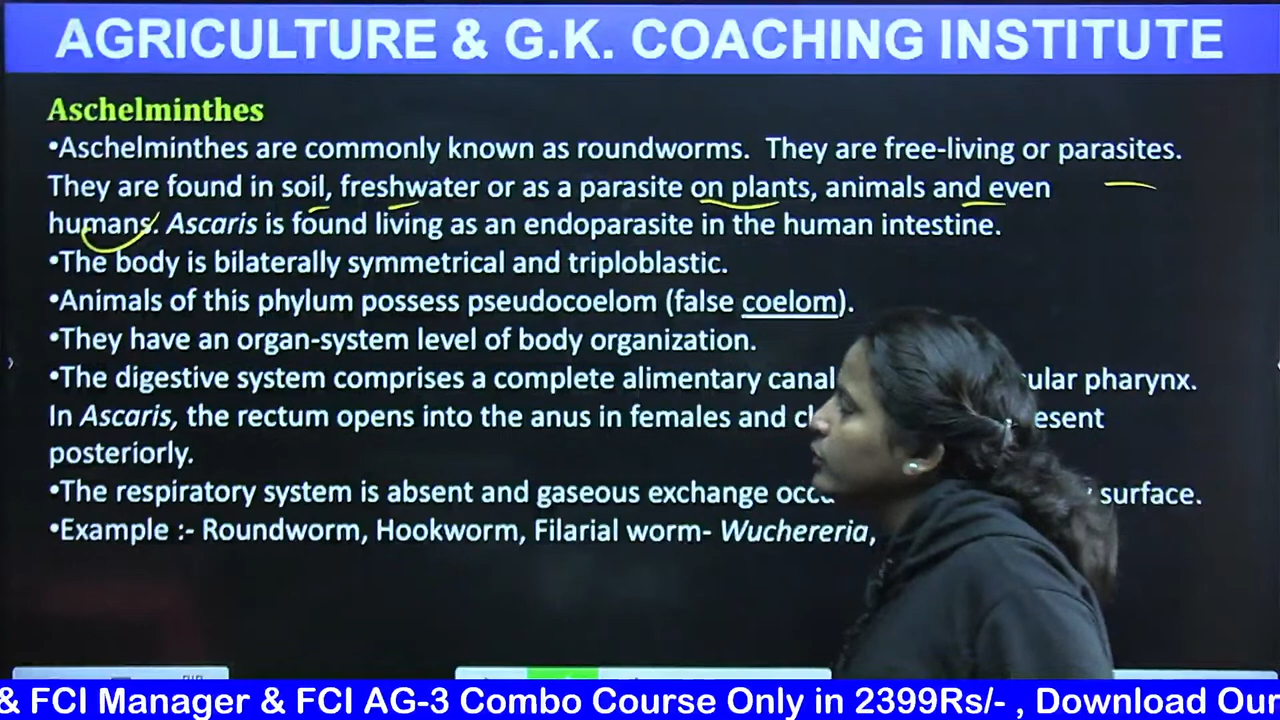 AGRICULTURE & G.K. COACHING INSTITUTE
Aschelminthes
•Aschelminthes are commonly known as roundworms. They are free-living or parasites.
They are found in soil, freshwater or as a parasite on plants, animals and even
humans. Ascaris is found living as an endoparasite in the human intestine.
•The body is bilaterally symmetrical and triploblastic.
•Animals of this phylum possess pseudocoelom (false coelom).
•They have an organ-system level of body organization.
•The digestive system comprises a complete alimentary canal pharynx.
In Ascaris, the rectum opens into the anus in females and
posteriorly.
•The respiratory system is absent and gaseous exchange surface.
•Example :- Roundworm, Hookworm, Filarial worm- Wuchereria,
& FCI Manager & FCI AG-3 Combo Course Only in 2399Rs/- , Download Our